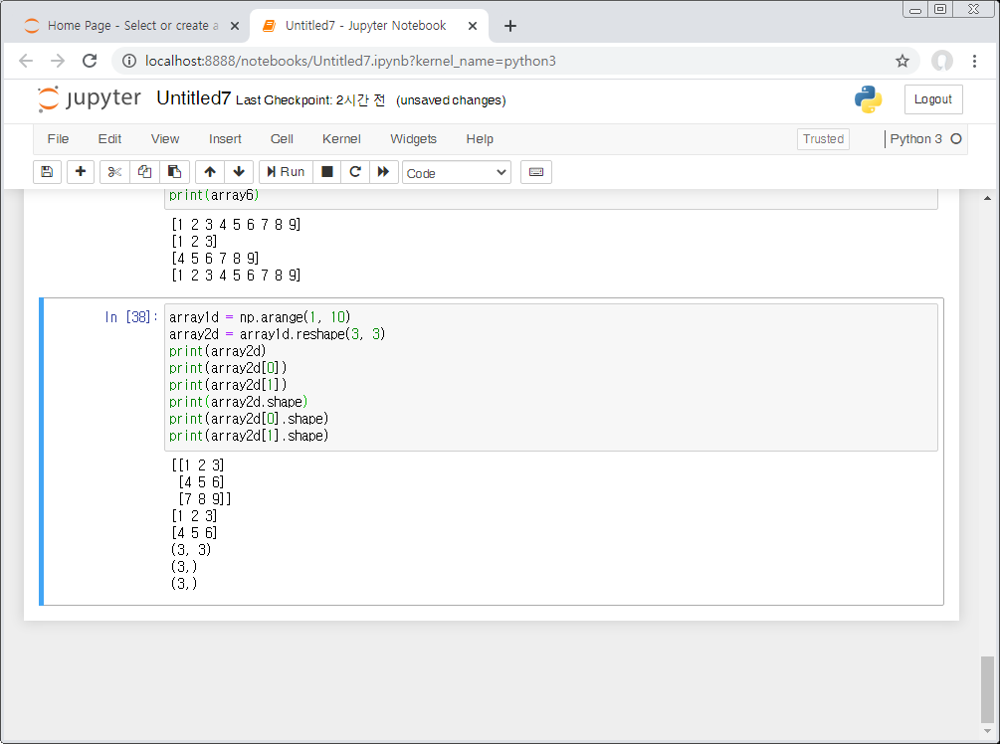 Home Page - Select or create a
Untitled7 - Jupyter Notebook
localhost:8888/notebooks/Untitled7.ipynb?kernel_name=python3
jupyter Untitled7 Last Checkpoint: 2시간 전 (unsaved changes)
Logout
File Edit View Insert Cell Kernel Widgets Help
Trusted
Python 3
Run
Code
print(array6)
[1 2 3 4 5 6 7 8 9]
[1 2 3]
[4 5 6 7 8 9]
[1 2 3 4 5 6 7 8 9]
In [38]:
array1d = np.arange(1, 10)
array2d = array1d.reshape(3, 3)
print(array2d)
print(array2d[0])
print(array2d[1])
print(array2d.shape)
print(array2d[0].shape)
print(array2d[1].shape)
[[1 2 3]
[4 5 6]
[7 8 9]]
[1 2 3]
[4 5 6]
(3, 3)
(3,)
(3,)